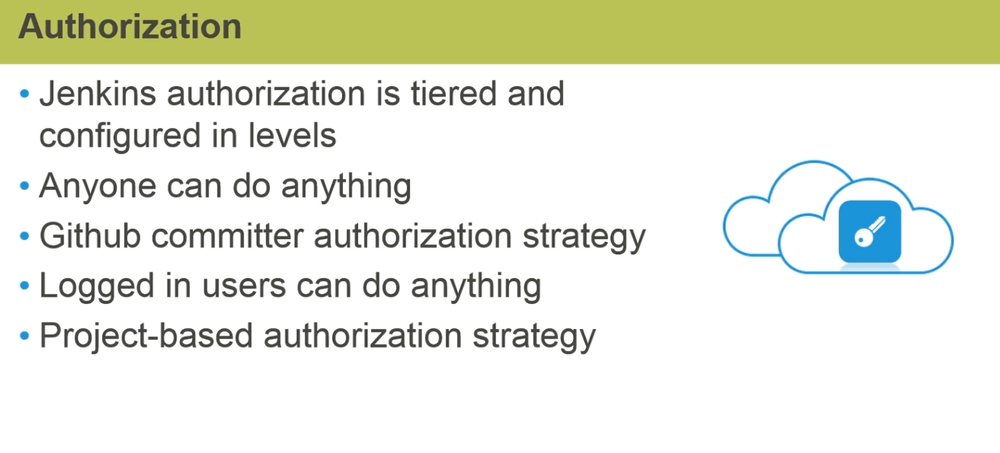 Authorization
• Jenkins authorization is tiered and
configured in levels
• Anyone can do anything
• Github committer authorization strategy
• Logged in users can do anything
• Project-based authorization strategy